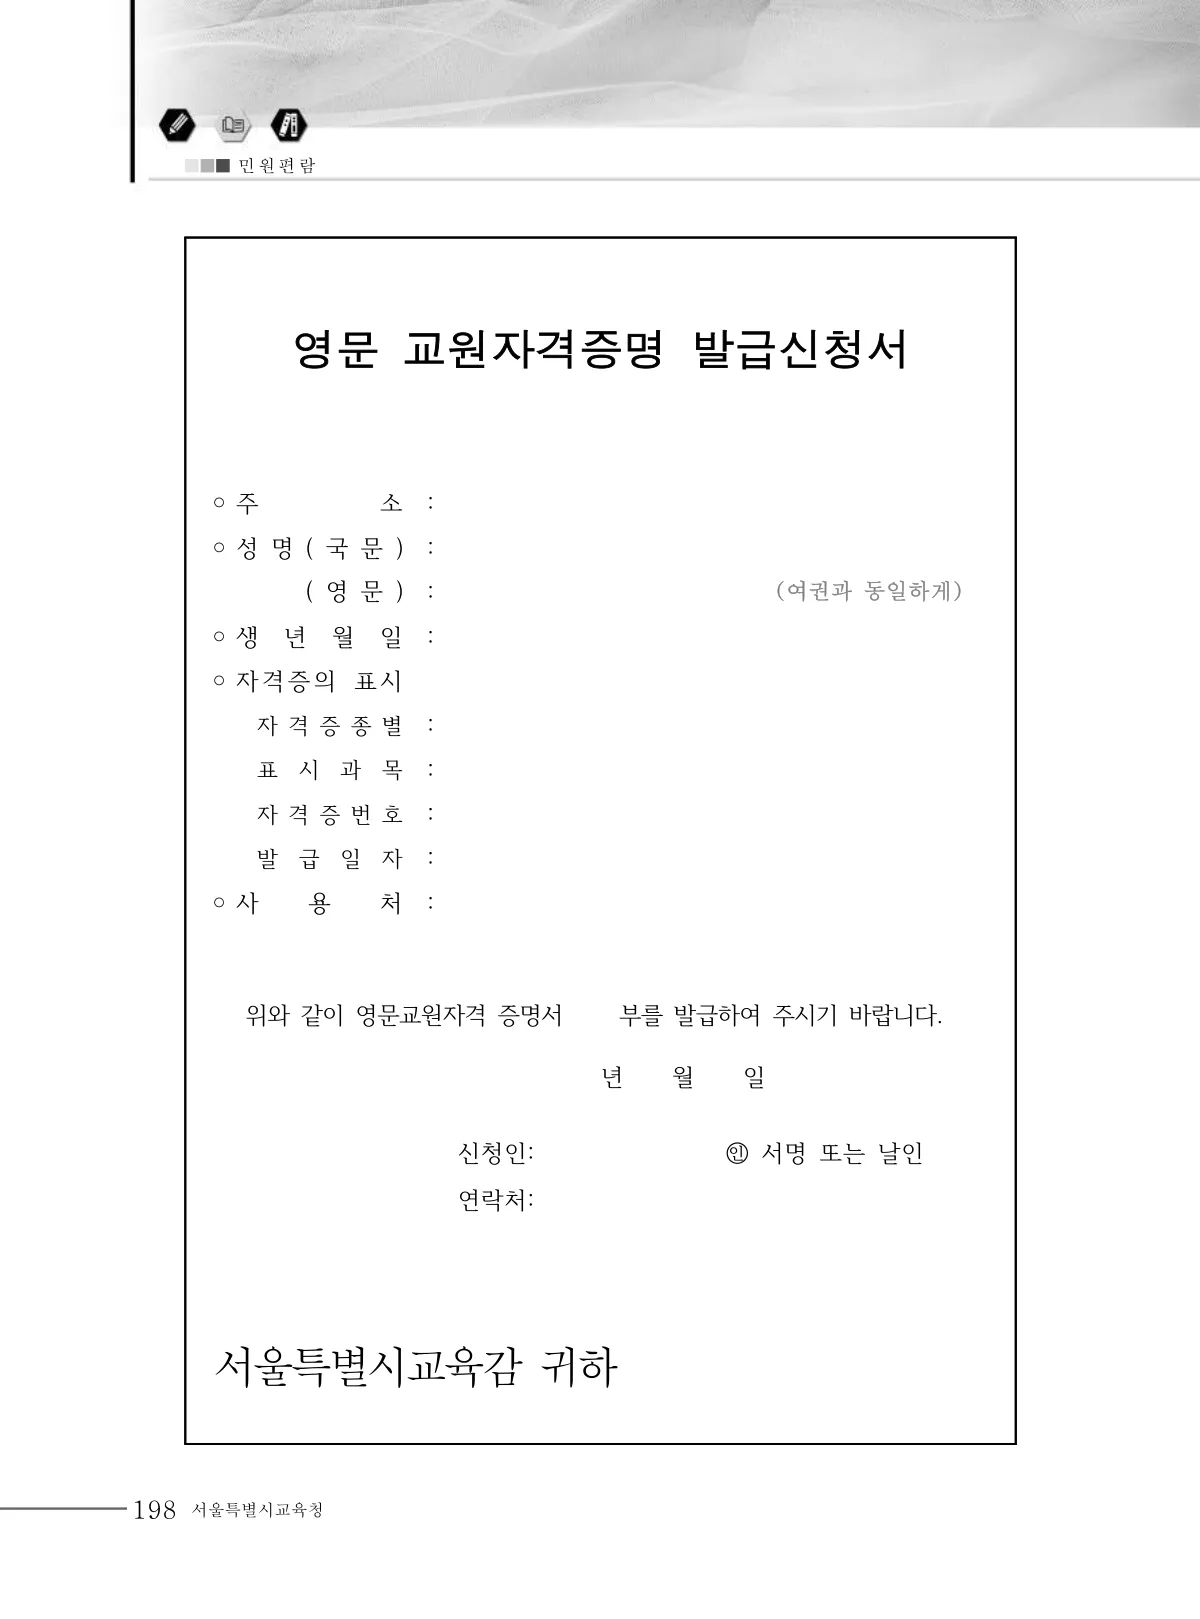 민원편람
영문 교원자격증명 발급신청서
○ 주 소 :
○ 성 명 ( 국 문 ) :
( 영 문 ) : (여권과 동일하게)
○ 생 년 월 일 :
○ 자격증의 표시
자 격 증 종 별 :
표 시 과 목 :
자 격 증 번 호 :
발 급 일 자 :
○ 사 용 처 :
위와 같이 영문교원자격 증명서 부를 발급하여 주시기 바랍니다.
년 월 일
신청인: ㊞ 서명 또는 날인
연락처:
서울특별시교육감 귀하
198 서울특별시교육청